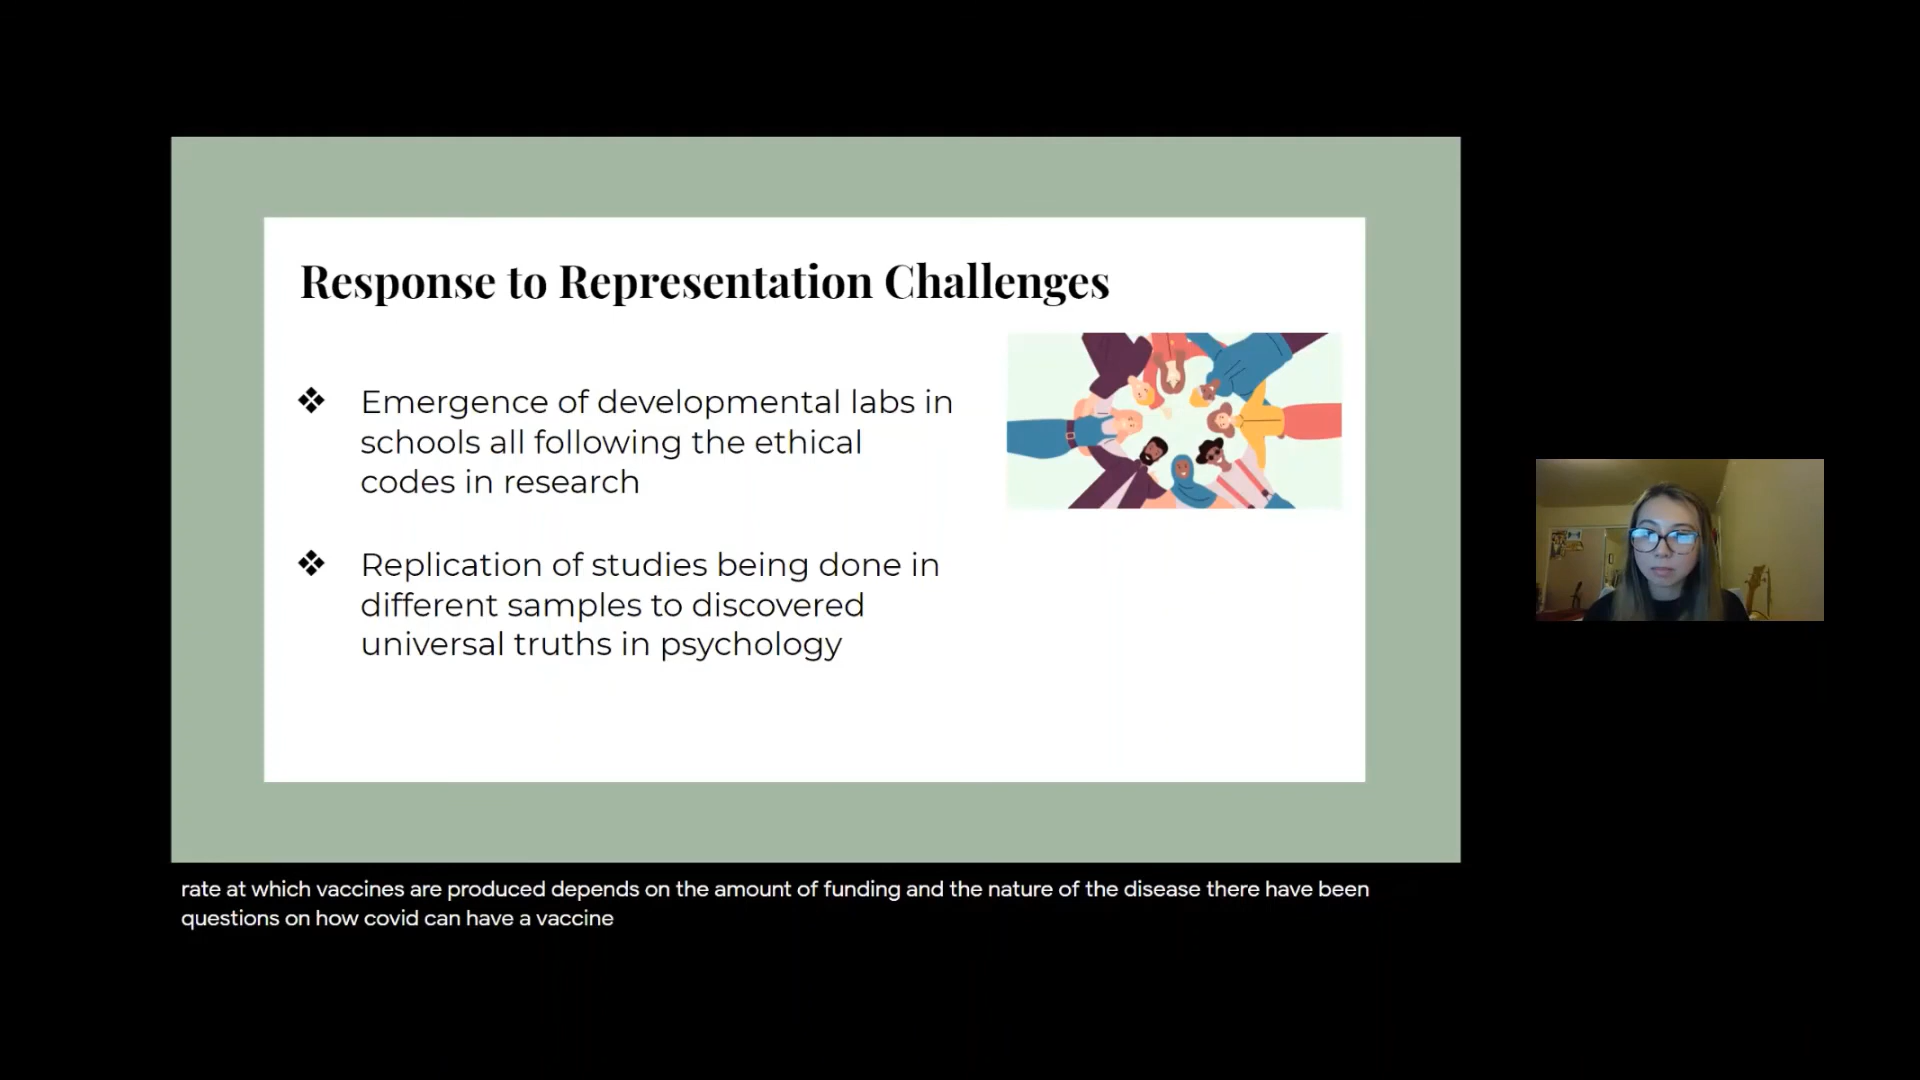 Response to Representation Challenges
❖ Emergence of developmental labs in
schools all following the ethical
codes in research
❖ Replication of studies being done in
different samples to discovered
universal truths in psychology
rate at which vaccines are produced depends on the amount of funding and the nature of the disease there have been
questions on how covid can have a vaccine